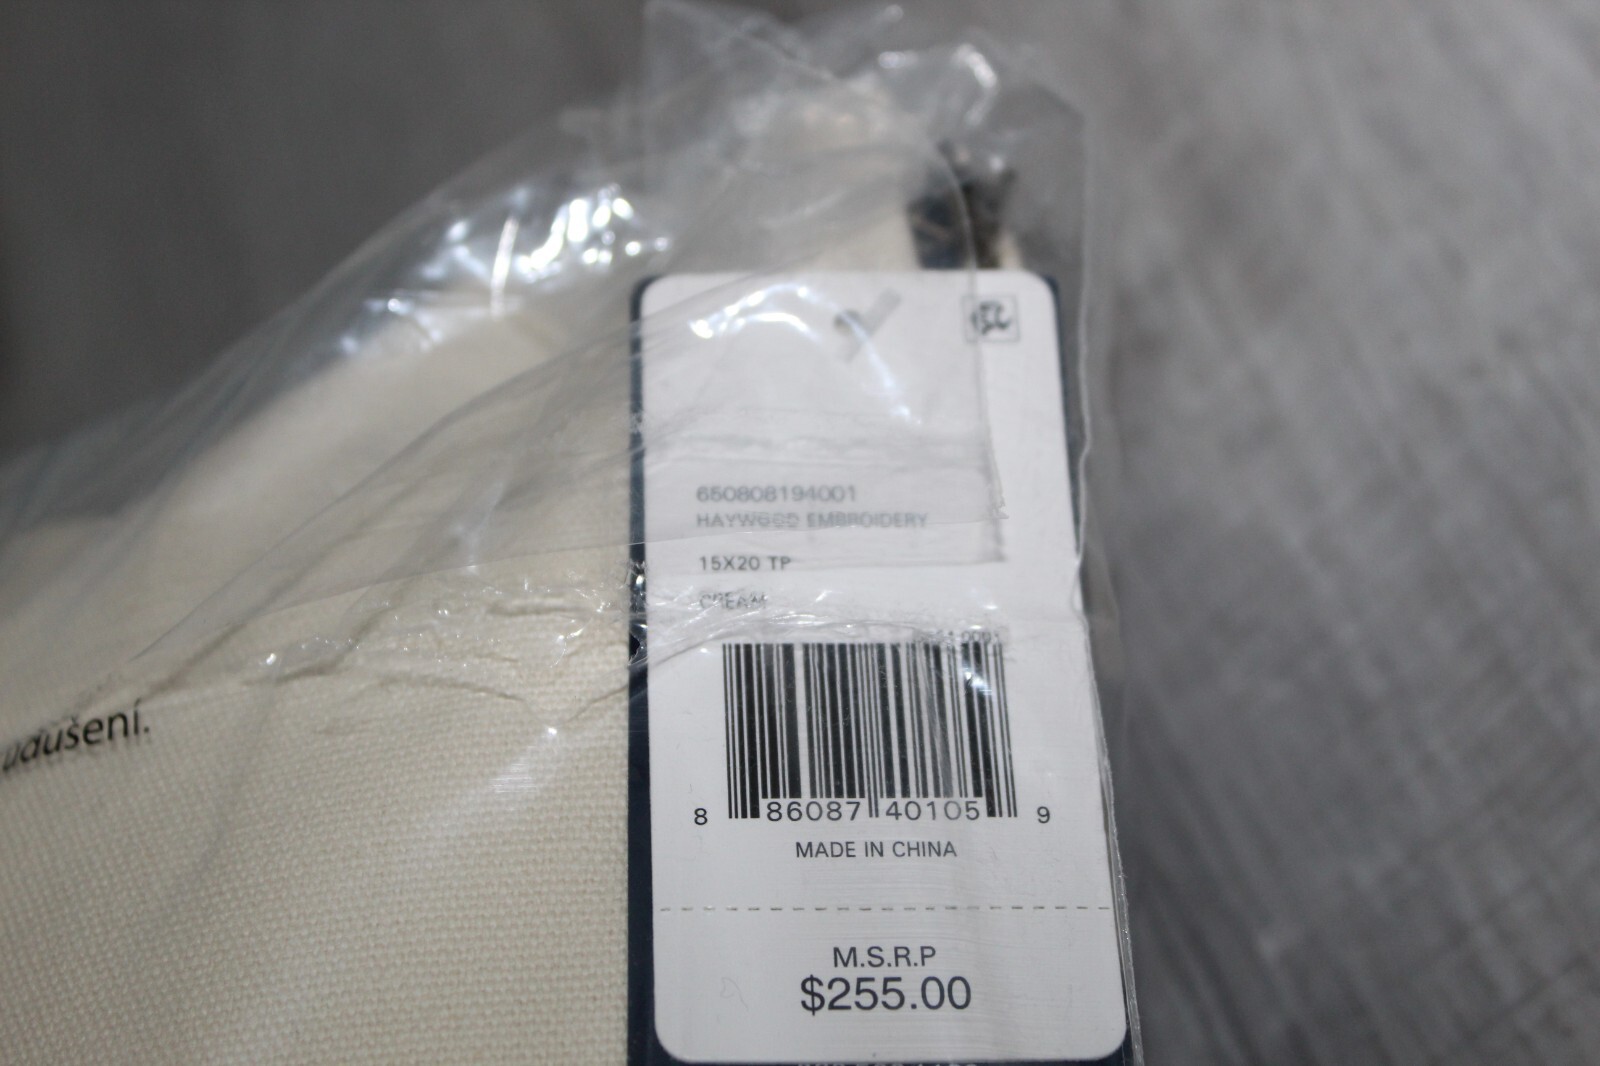 650808194001
HAYWOOD EMBROIDERY
15X20 TP
CREAM
8 86087 40105 9
MADE IN CHINA
M.S.R.P
$255.00
udušení.